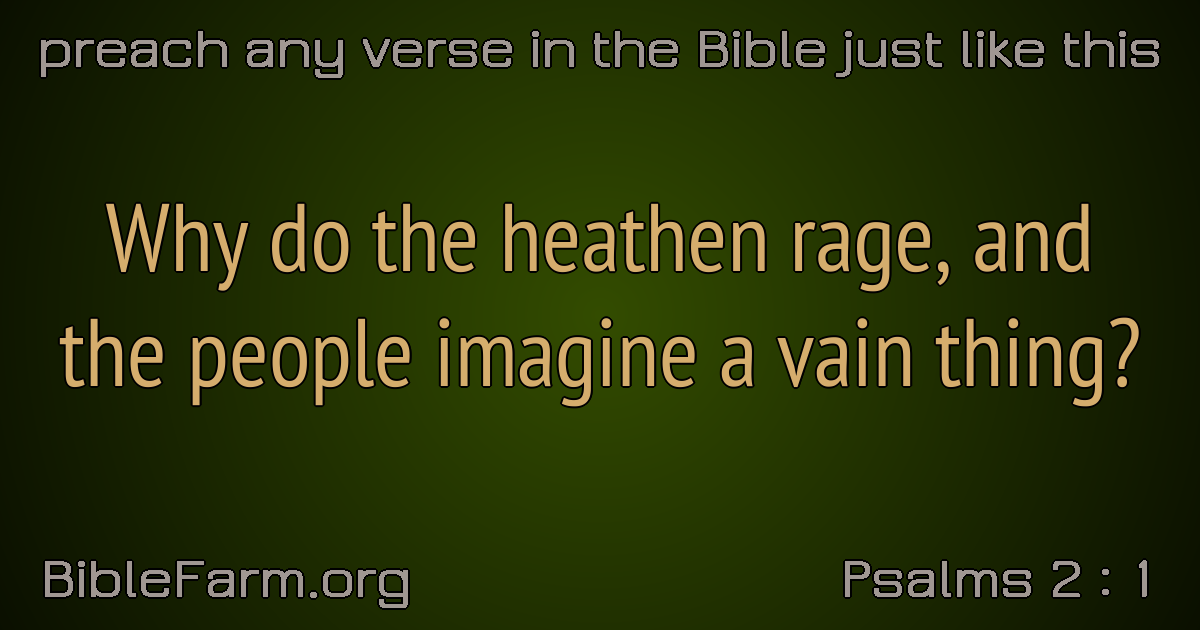 preach any verse in the Bible just like this
Why do the heathen rage, and
the people imagine a vain thing?
BibleFarm.org
Psalms 2 : 1